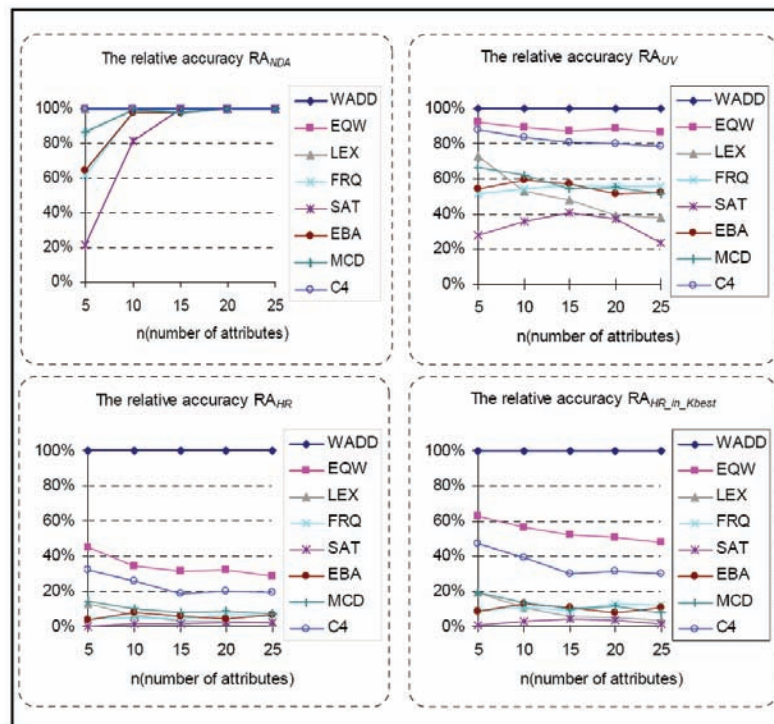 The relative accuracy RA_NDA
100%
80%
60%
40%
20%
0%
5 10 15 20 25
n(number of attributes)
WADD
EQW
LEX
FRQ
SAT
EBA
MCD
C4
The relative accuracy RA_UV
100%
80%
60%
40%
20%
0%
5 10 15 20 25
n(number of attributes)
WADD
EQW
LEX
FRQ
SAT
EBA
MCD
C4
The relative accuracy RA_HR
100%
80%
60%
40%
20%
0%
5 10 15 20 25
n(number of attributes)
WADD
EQW
LEX
FRQ
SAT
EBA
MCD
C4
The relative accuracy RA_HR_in_Kbest
100%
80%
60%
40%
20%
0%
5 10 15 20 25
n(number of attributes)
WADD
EQW
LEX
FRQ
SAT
EBA
MCD
C4